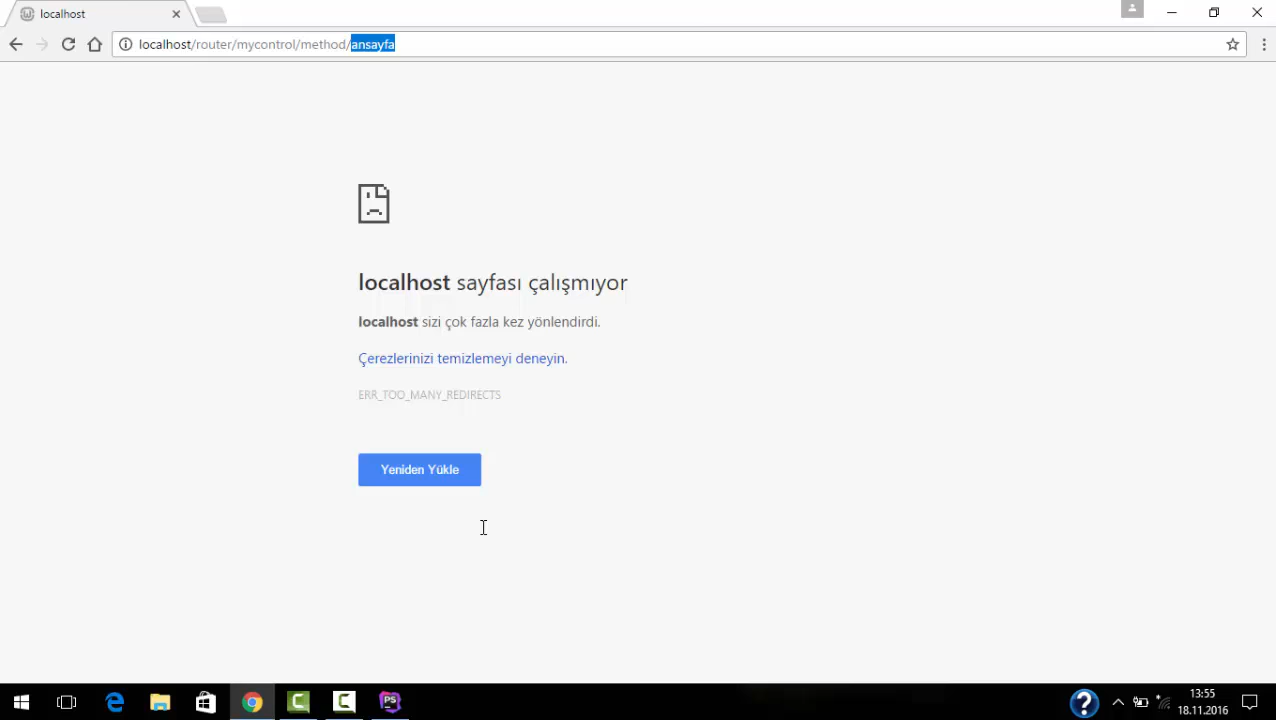 localhost
localhost/router/mycontrol/method/ansayfa
localhost sayfası çalışmıyor
localhost sizi çok fazla kez yönlendirdi.
Çerezlerinizi temizlemeyi deneyin.
ERR_TOO_MANY_REDIRECTS
Yeniden Yükle
PS
13:55
18.11.2016